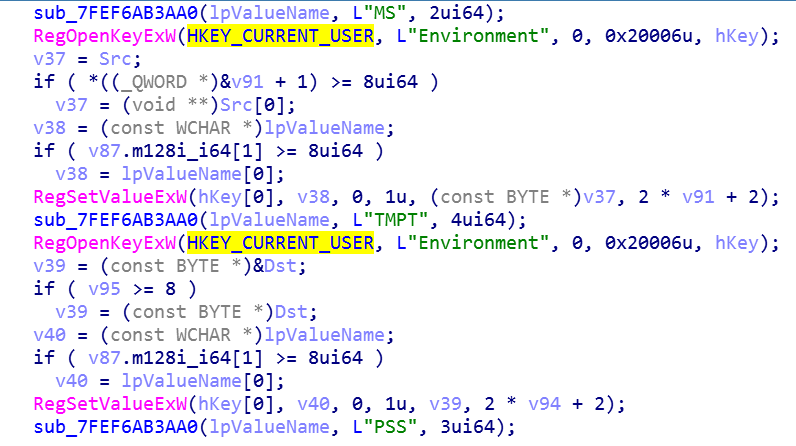 sub_7FEF6AB3AA0(lpValueName, L"MS", 2ui64);
RegOpenKeyExW(HKEY_CURRENT_USER, L"Environment", 0, 0x20006u, hKey);
v37 = Src;
if ( *((_QWORD *)&v91 + 1) >= 8ui64 )
v37 = (void **)Src[0];
v38 = (const WCHAR *)lpValueName;
if ( v87.m128i_i64[1] >= 8ui64 )
v38 = lpValueName[0];
RegSetValueExW(hKey[0], v38, 0, 1u, (const BYTE *)v37, 2 * v91 + 2);
sub_7FEF6AB3AA0(lpValueName, L"TMPT", 4ui64);
RegOpenKeyExW(HKEY_CURRENT_USER, L"Environment", 0, 0x20006u, hKey);
v39 = (const BYTE *)&Dst;
if ( v95 >= 8 )
v39 = (const BYTE *)Dst;
v40 = (const WCHAR *)lpValueName;
if ( v87.m128i_i64[1] >= 8ui64 )
v40 = lpValueName[0];
RegSetValueExW(hKey[0], v40, 0, 1u, v39, 2 * v94 + 2);
sub_7FEF6AB3AA0(lpValueName, L"PSS", 3ui64);